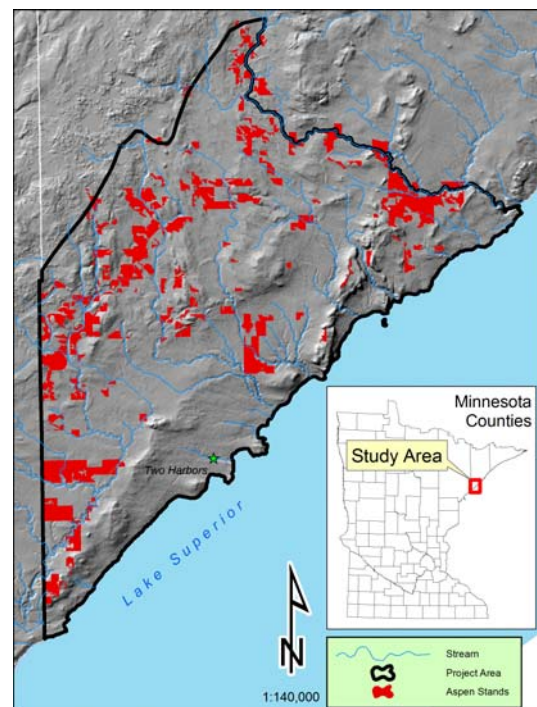 Two Harbors
Lake Superior
N
1:140,000
Minnesota
Counties
Study Area
Stream
Project Area
Aspen Stands